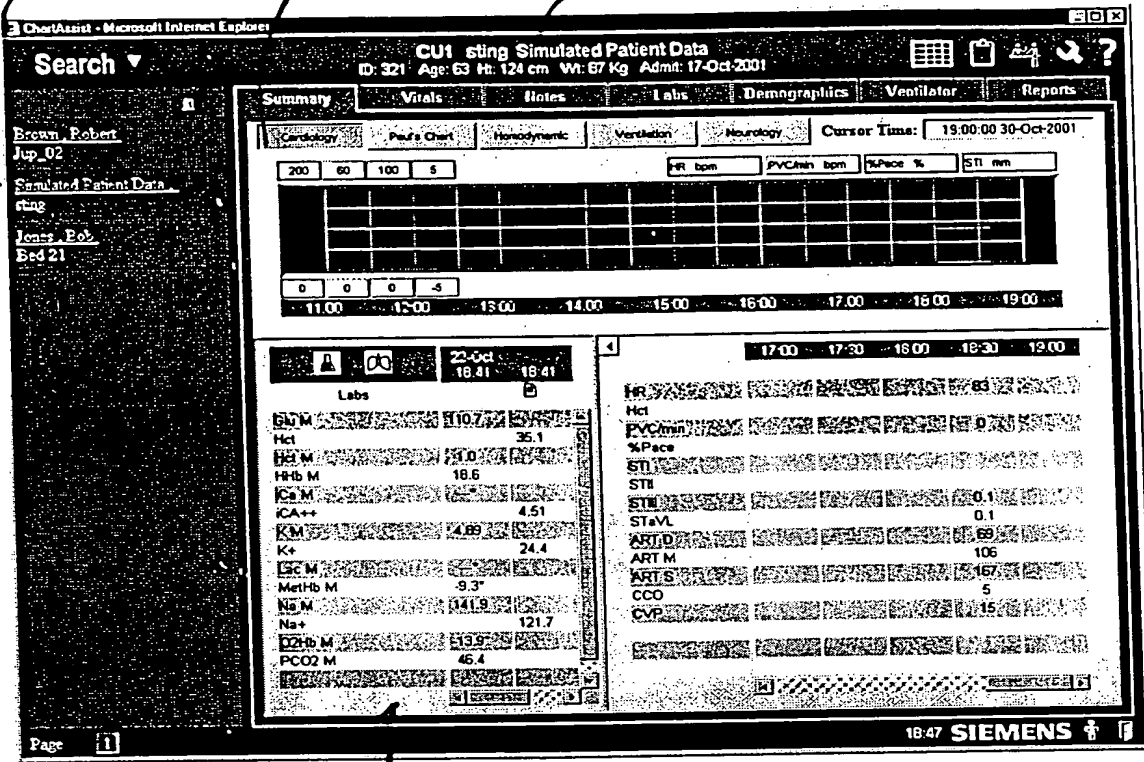 ChartAssist - Microsoft Internet Explorer
Search
CU1 sting Simulated Patient Data
ID: 321 Age: 63 Ht: 124 cm Wt: 87 Kg Admit: 17-Oct-2001
?
Brown, Robert
Jup_02
Simulated Patient Data,
sting
Jones, Bob
Bed 21
Summary Vitals Notes Labs Demographics Ventilator Reports
Cardiology Paul's Chart Hemodynamic Ventilation Neurology Cursor Time: 19:00:00 30-Oct-2001
200 60 100 5 HR bpm PVC/min bpm %Pace % STI mm
0 0 0 -5
11:00 12:00 13:00 14:00 15:00 16:00 17:00 18:00 19:00
22-Oct
18:41 18:41
Labs
Glu M 110.7
Hct 35.1
Hct M
HHb M 18.6
iCa M
iCA++ 4.51
K M 4.69
K+ 24.4
Lac M
MetHb M -9.3*
Na M 141.9
Na+ 121.7
O2Hb M -13.9*
PCO2 M 46.4
17:00 17:30 18:00 18:30 19:00
HR 83
Hct
PVC/min 0
%Pace
STI
STII
STIII 0.1
STaVL 0.1
ART D 69
ART M 106
ART S 167
CCO 5
CVP 15
Page 1
18:47 SIEMENS